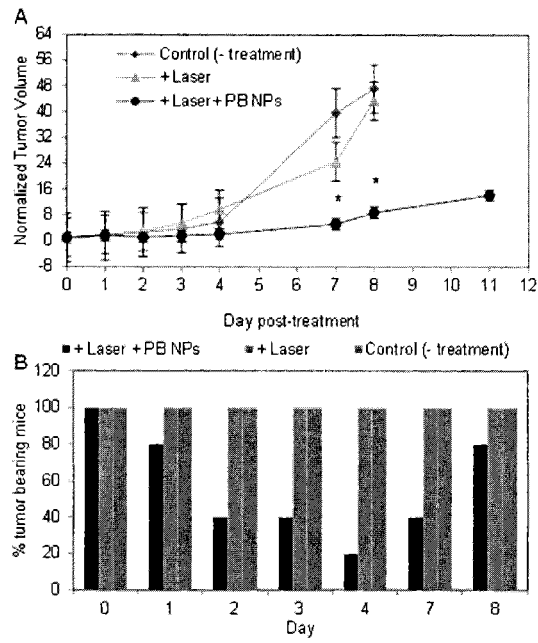 A
64
56
48
40
32
24
16
8
0
-8
Normalized Tumor Volume
Control (- treatment)
+ Laser
+ Laser + PB NPs
*
*
0 1 2 3 4 5 6 7 8 9 10 11 12
Day post-treatment
+ Laser + PB NPs + Laser Control (- treatment)
B
120
100
80
60
40
20
0
% tumor bearing mice
0 1 2 3 4 7 8
Day